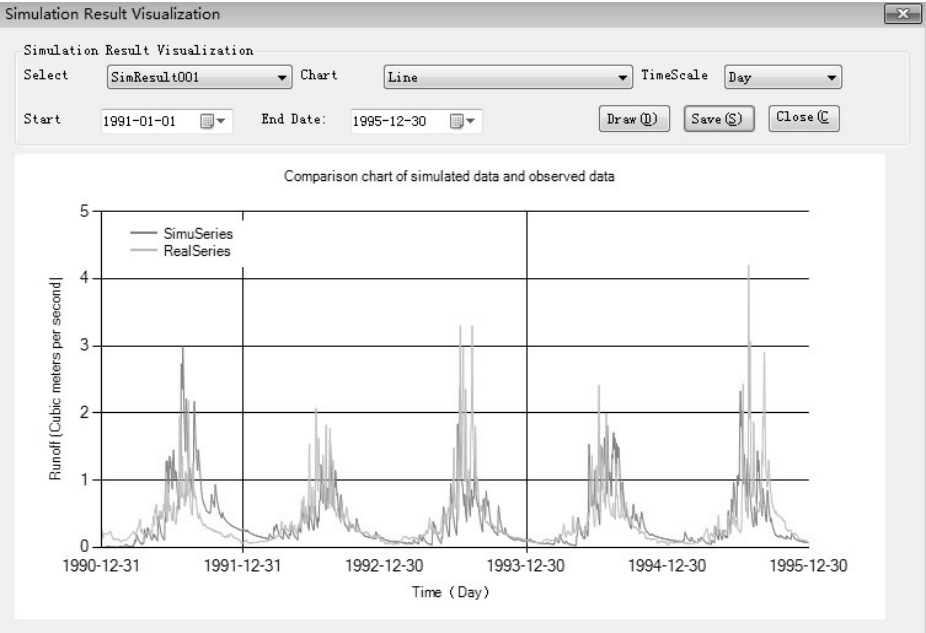 Simulation Result Visualization
Simulation Result Visualization
Select SimResult001 Chart Line TimeScale Day
Start 1991-01-01 End Date: 1995-12-30 Draw(D) Save(S) Close(C
Comparison chart of simulated data and observed data
5
SimuSeries
RealSeries
4
3
2
1
0
Runoff (Cubic meters per second)
1990-12-31 1991-12-31 1992-12-30 1993-12-30 1994-12-30 1995-12-30
Time (Day)